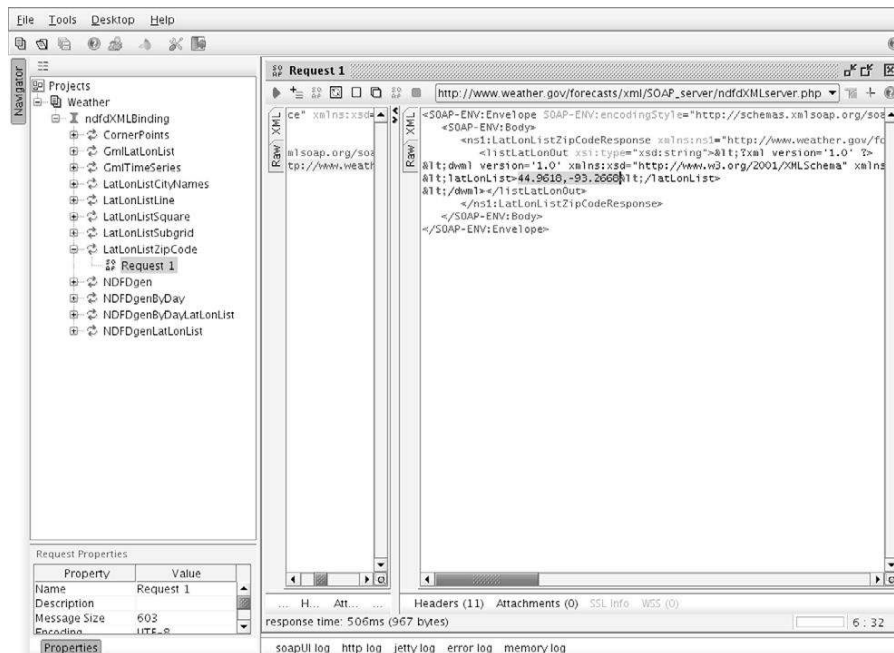 File Tools Desktop Help
Navigator
Projects
Weather
ndfdXMLBinding
CornerPoints
GmlLatLonList
GmlTimeSeries
LatLonListCityNames
LatLonListLine
LatLonListSquare
LatLonListSubgrid
LatLonListZipCode
Request 1
NDFDgen
NDFDgenByDay
NDFDgenByDayLatLonList
NDFDgenLatLonList
Request Properties
Property Value
Name Request 1
Description
Message Size 603
Encoding UTF-8
Properties
Request 1
http://www.weather.gov/forecasts/xml/SOAP_server/ndfdXMLserver.php
XML
Raw
ce" xmlns:xsd=
mlsoap.org/soa
tp://www.weath
XML
Raw
<SOAP-ENV:Envelope SOAP-ENV:encodingStyle="http://schemas.xmlsoap.org/soa
<SOAP-ENV:Body>
<ns1:LatLonListZipCodeResponse xmlns:ns1="http://www.weather.gov/fo
<listLatLonOut xsi:type="xsd:string">&lt;?xml version='1.0' ?>
&lt;dwml version='1.0' xmlns:xsd="http://www.w3.org/2001/XMLSchema" xmlns
&lt;latLonList>44.9618,-93.2668&lt;/latLonList>
&lt;/dwml></listLatLonOut>
</ns1:LatLonListZipCodeResponse>
</SOAP-ENV:Body>
</SOAP-ENV:Envelope>
... H... Att... ...
Headers (11) Attachments (0) SSL Info WSS (0)
response time: 506ms (967 bytes)
6 : 32
soapUI log http log jetty log error log memory log